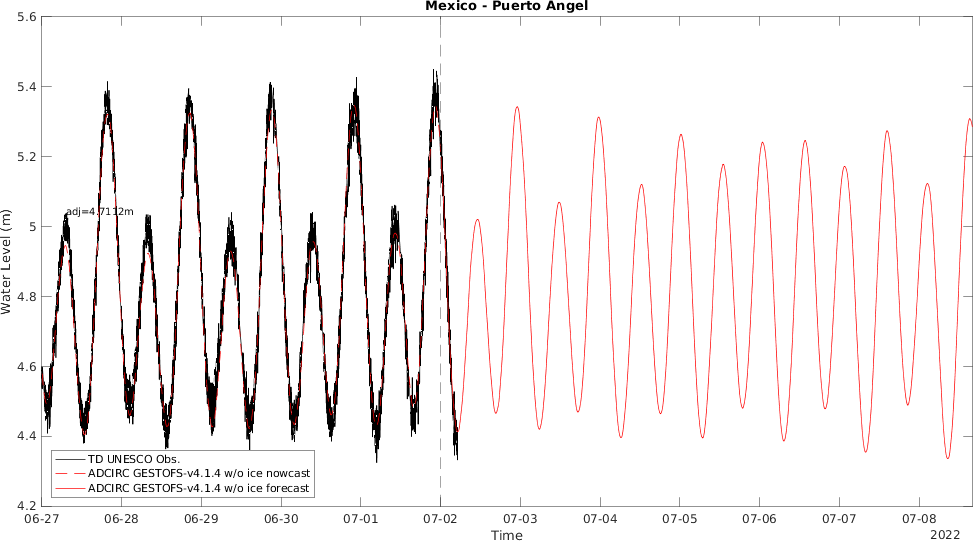 Mexico - Puerto Angel
5.6
5.4
5.2
5
4.8
4.6
4.4
4.2
Water Level (m)
adj=4.7112m
TD UNESCO Obs.
ADCIRC GESTOFS-v4.1.4 w/o ice nowcast
ADCIRC GESTOFS-v4.1.4 w/o ice forecast
06-27 06-28 06-29 06-30 07-01 07-02 07-03 07-04 07-05 07-06 07-07 07-08
Time
2022